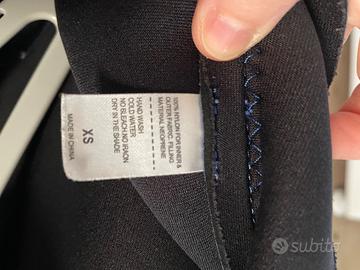 100% NYLON FOR INNER &
OUTER FABRIC, FILLING
MATERIAL NEOPRENE
HAND WASH
COLD WATER
NO BLEACH,NO IRAON
DRY IN THE SHADE
XS
MADE IN
CHINA
subito